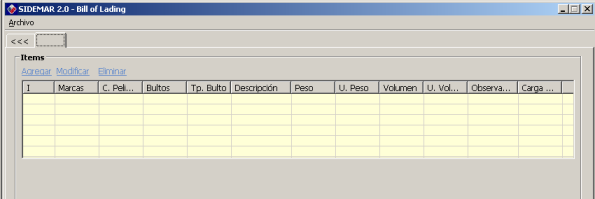 SIDEMAR 2.0 - Bill of Lading
Archivo
<<<
Items
Agregar Modificar Eliminar
I Marcas C. Peli... Bultos Tp. Bulto Descripción Peso U. Peso Volumen U. Vol... Observa... Carga ...